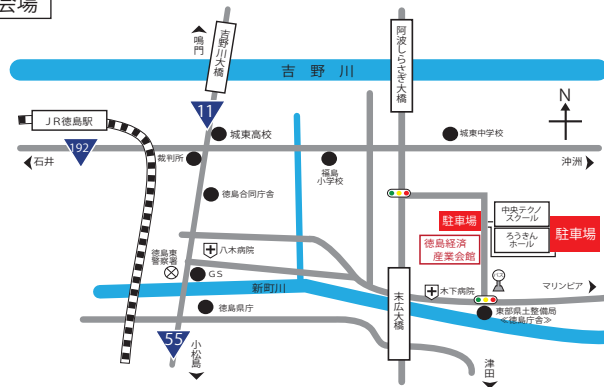 会場
鳴門
吉野川大橋
阿波しらさぎ大橋
吉野川
N
11
JR徳島駅
192
城東高校
城東中学校
石井
裁判所
福島
小学校
沖洲
徳島合同庁舎
中央テクノ
スクール
駐車場
ろうきん
ホール
駐車場
徳島経済
産業会館
徳島東
警察署
八木病院
GS
バス
新町川
末広大橋
木下病院
マリンピア
徳島県庁
東部県土整備局
≪徳島庁舎≫
55
小松島
津田